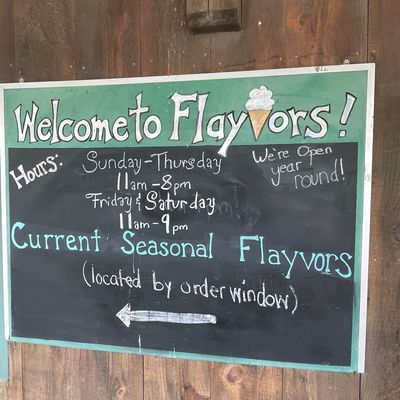 Welcome to Flayvors!
Hours:
Sunday-Thursday
11am-8pm
Friday & Saturday
11am-9pm
We're Open
year
round!
Current Seasonal Flayvors
(located by order window)